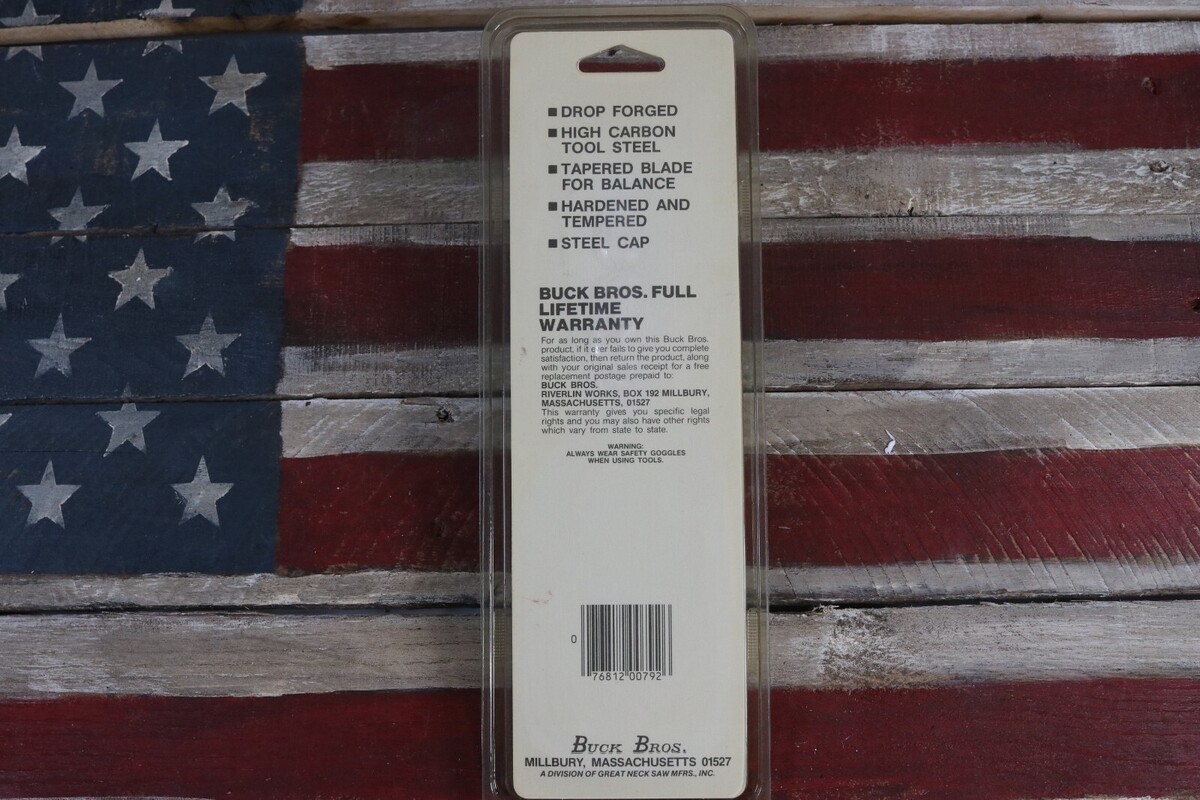 ■ DROP FORGED
■ HIGH CARBON
TOOL STEEL
■ TAPERED BLADE
FOR BALANCE
■ HARDENED AND
TEMPERED
■ STEEL CAP
BUCK BROS. FULL
LIFETIME
WARRANTY
For as long as you own this Buck Bros.
product, if it ever fails to give you complete
satisfaction, then return the product, along
with your original sales receipt for a free
replacement postage prepaid to:
BUCK BROS.
RIVERLIN WORKS, BOX 192 MILLBURY,
MASSACHUSETTS, 01527
This warranty gives you specific legal
rights and you may also have other rights
which vary from state to state.
WARNING:
ALWAYS WEAR SAFETY GOGGLES
WHEN USING TOOLS.
0 76812 00792
BUCK BROS.
MILLBURY, MASSACHUSETTS 01527
A DIVISION OF GREAT NECK SAW MFRS., INC.